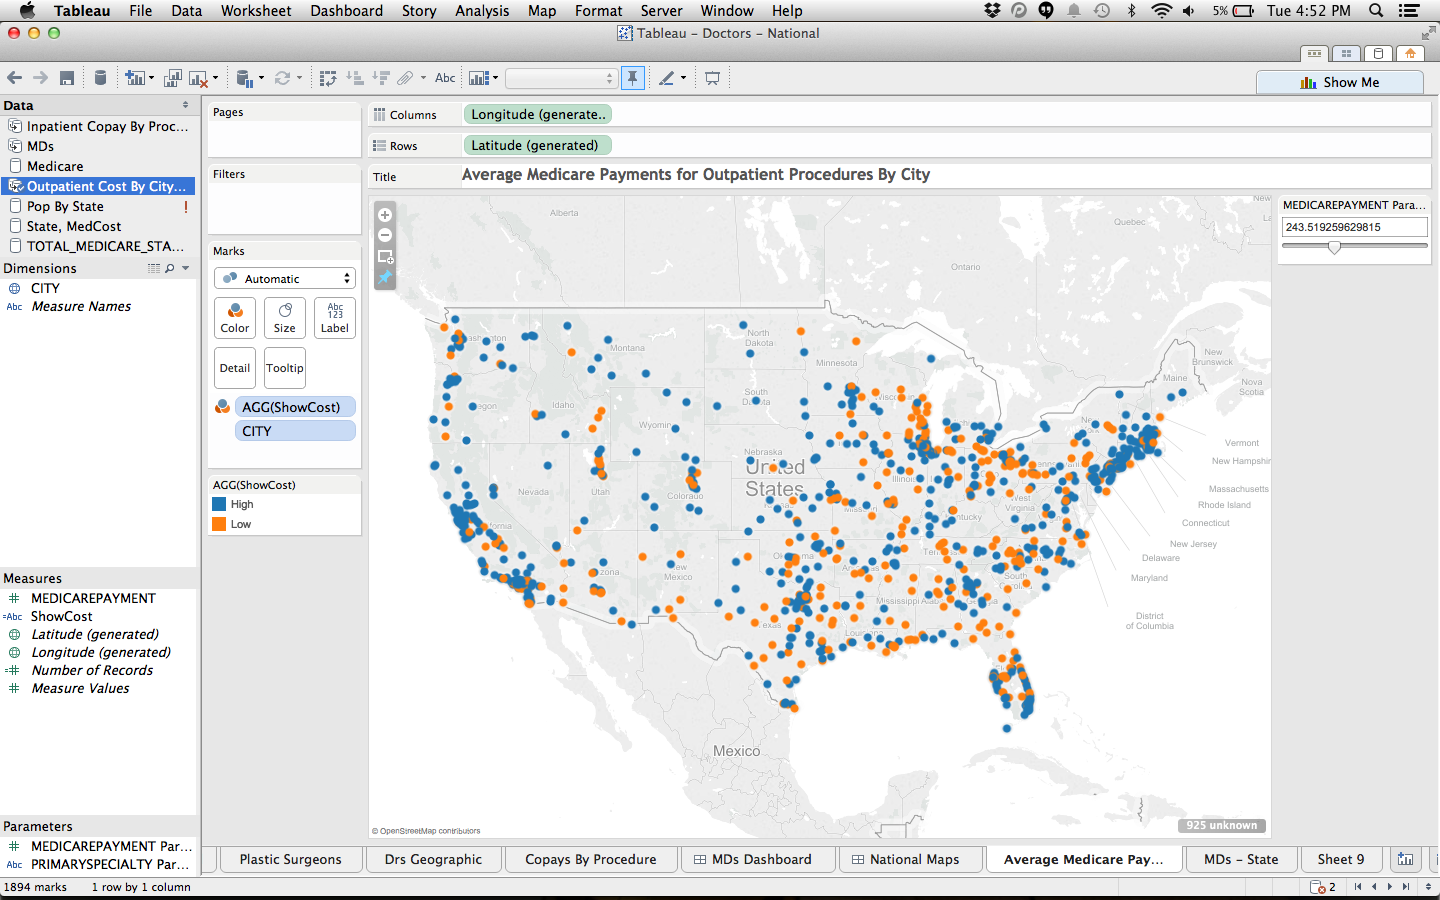 Tableau File Data Worksheet Dashboard Story Analysis Map Format Server Window Help 5% Tue 4:52 PM
Tableau - Doctors - National
Abc
Show Me
Data
Inpatient Copay By Proc...
MDs
Medicare
Outpatient Cost By City...
Pop By State !
State, MedCost
TOTAL_MEDICARE_STA...
Dimensions
CITY
Abc Measure Names
Measures
MEDICAREPAYMENT
=Abc ShowCost
Latitude (generated)
Longitude (generated)
Number of Records
Measure Values
Parameters
MEDICAREPAYMENT Par...
Abc PRIMARYSPECIALTY Par...
Pages
Filters
Marks
Automatic
Color
Size
Abc
123
Label
Detail
Tooltip
AGG(ShowCost)
CITY
AGG(ShowCost)
High
Low
Columns Longitude (generate..
Rows Latitude (generated)
Title Average Medicare Payments for Outpatient Procedures By City
MEDICAREPAYMENT Para...
243.519259629815
Alberta
Quebec
Ontario
Montana
North
Dakota
Minnesota
New
Brunswick
Maine
Nova
Scotia
South
Idaho
Nebraska
United
States
Nevada
Utah
Colorado
West
Virginia
New
Mexico
South
Mississippi
Mexico
Vermont
New Hampshir
Massachusetts
Rhode Island
Connecticut
New Jersey
Delaware
Maryland
District
of Columbia
© OpenStreetMap contributors
925 unknown
Plastic Surgeons
Drs Geographic
Copays By Procedure
MDs Dashboard
National Maps
Average Medicare Pay...
MDs - State
Sheet 9
1894 marks 1 row by 1 column
2